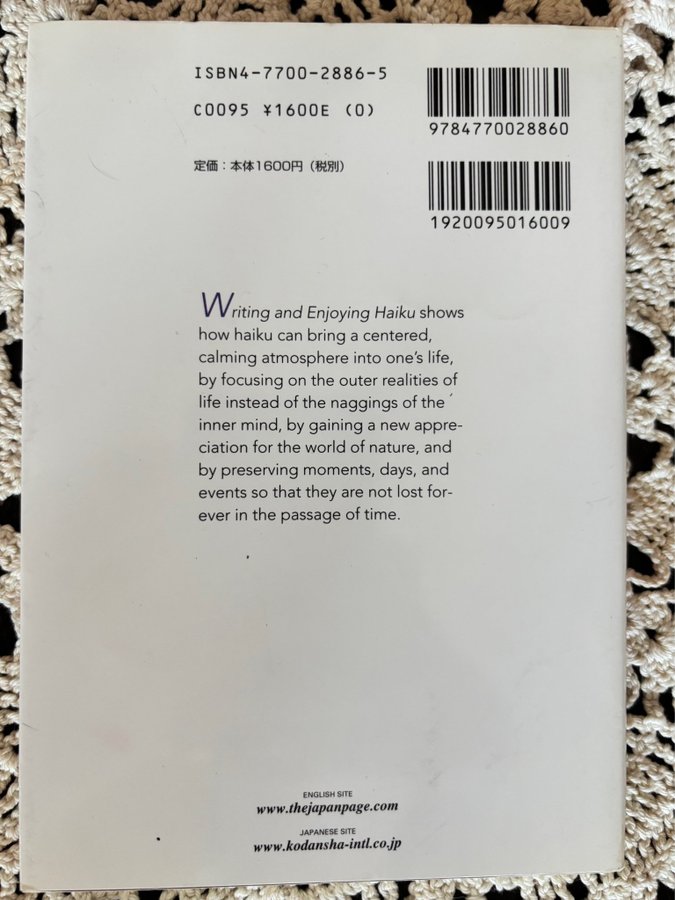 ISBN4-7700-2886-5
C0095 ¥1600E (0)
9784770028860
定価：本体1600円（税別）
1920095016009
Writing and Enjoying Haiku shows
how haiku can bring a centered,
calming atmosphere into one's life,
by focusing on the outer realities of
life instead of the naggings of the
inner mind, by gaining a new appre-
ciation for the world of nature, and
by preserving moments, days, and
events so that they are not lost for-
ever in the passage of time.
ENGLISH SITE
www.thejapanpage.com
JAPANESE SITE
www.kodansha-intl.co.jp